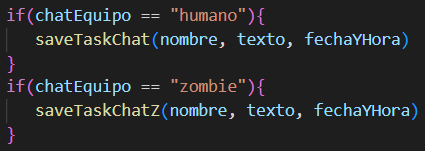 if(chatEquipo == "humano"){
    saveTaskChat(nombre, texto, fechaYHora)
}
if(chatEquipo == "zombie"){
    saveTaskChatZ(nombre, texto, fechaYHora)
}